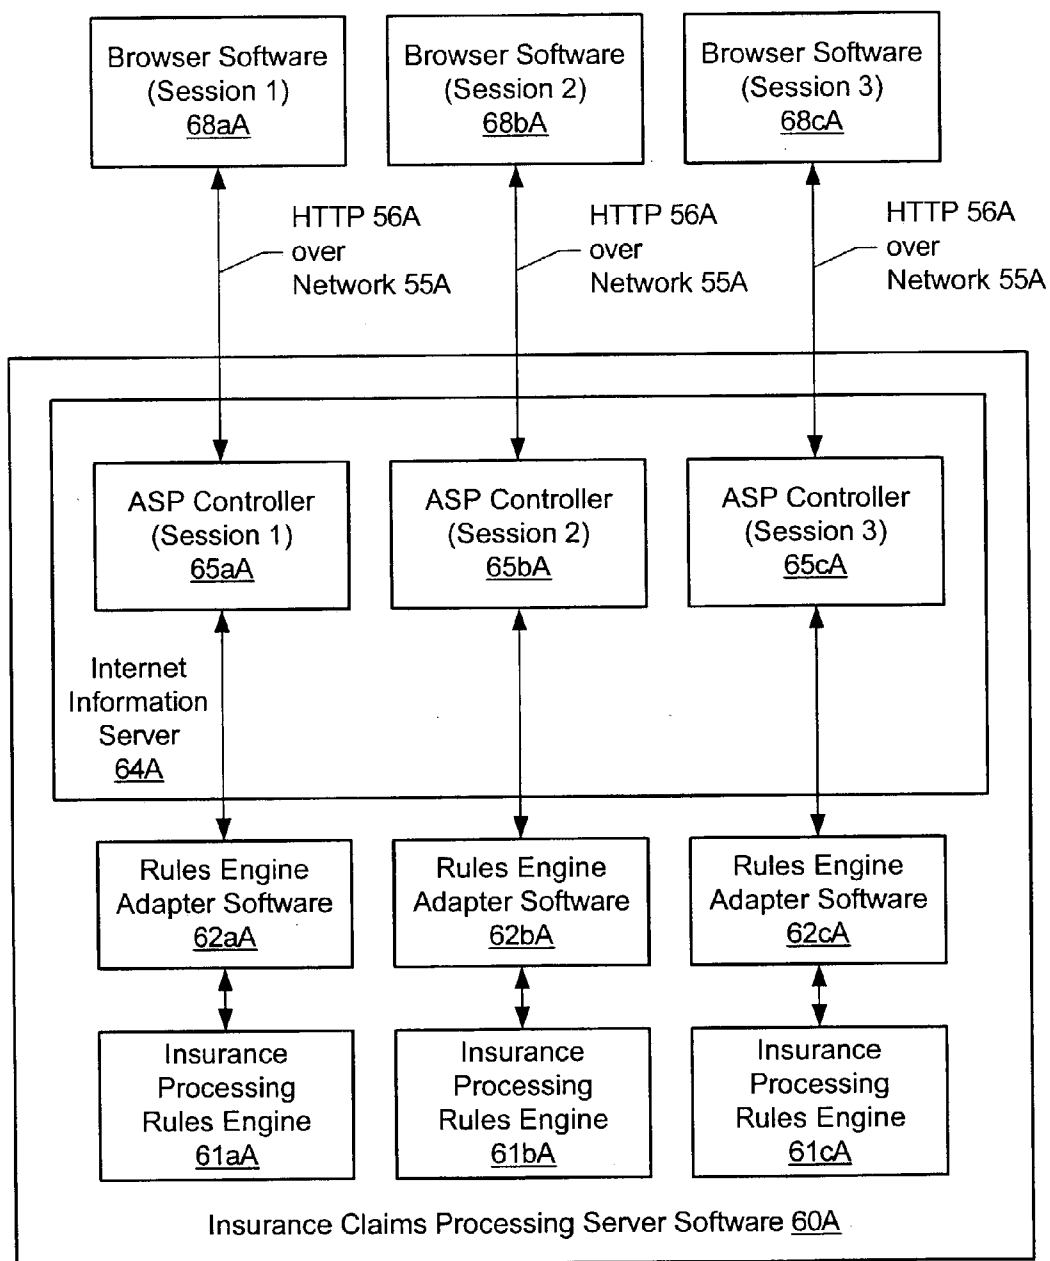 Browser Software
(Session 1)
68aA
Browser Software
(Session 2)
68bA
Browser Software
(Session 3)
68cA
HTTP 56A
over
Network 55A
HTTP 56A
over
Network 55A
HTTP 56A
over
Network 55A
ASP Controller
(Session 1)
65aA
ASP Controller
(Session 2)
65bA
ASP Controller
(Session 3)
65cA
Internet
Information
Server
64A
Rules Engine
Adapter Software
62aA
Rules Engine
Adapter Software
62bA
Rules Engine
Adapter Software
62cA
Insurance
Processing
Rules Engine
61aA
Insurance
Processing
Rules Engine
61bA
Insurance
Processing
Rules Engine
61cA
Insurance Claims Processing Server Software 60A